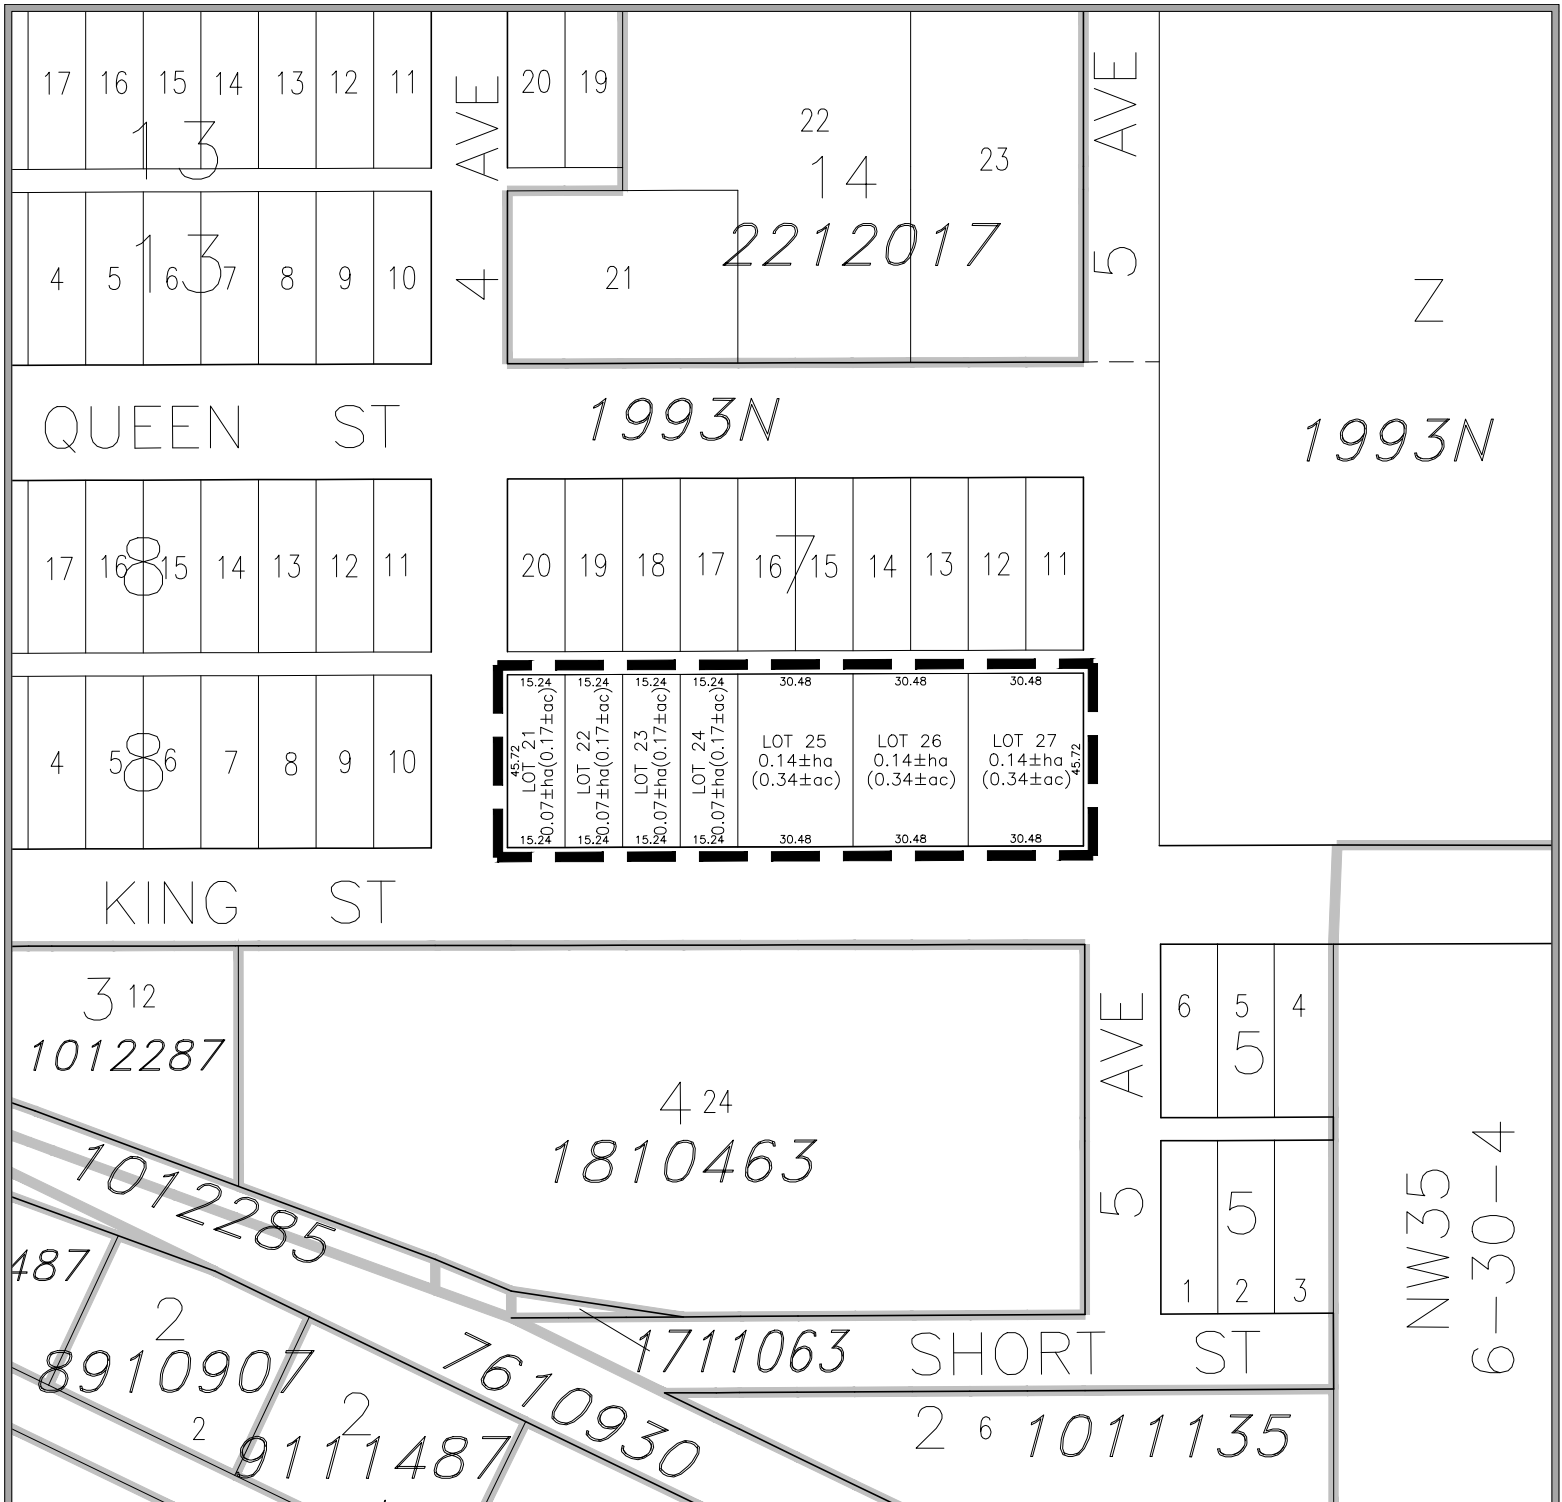 17 16 15 14 13 12 11
13
AVE
4
20 19
22
14
23
2212017
21
AVE
5
Z
13
4 5 6 7 8 9 10
QUEEN ST
1993N
1993N
17 16 15 14 13 12 11
8
20 19 18 17 16 15 14 13 12 11
7
4 5 6 7 8 9 10
8
15.24 15.24 15.24 15.24 30.48 30.48 30.48
45.72
LOT 21
0.07±ha(0.17±ac)
LOT 22
0.07±ha(0.17±ac)
LOT 23
0.07±ha(0.17±ac)
LOT 24
0.07±ha(0.17±ac)
LOT 25
0.14±ha
(0.34±ac)
LOT 26
0.14±ha
(0.34±ac)
LOT 27
0.14±ha
(0.34±ac)
45.72
15.24 15.24 15.24 15.24 30.48 30.48 30.48
KING ST
3 12
1012287
4 24
1810463
AVE
5
6 5 4
5
5
1 2 3
NW35
6-30-4
1012285
487
2
8910907
2
2
9111487
7610930
1711063
SHORT ST
2 6 1011135